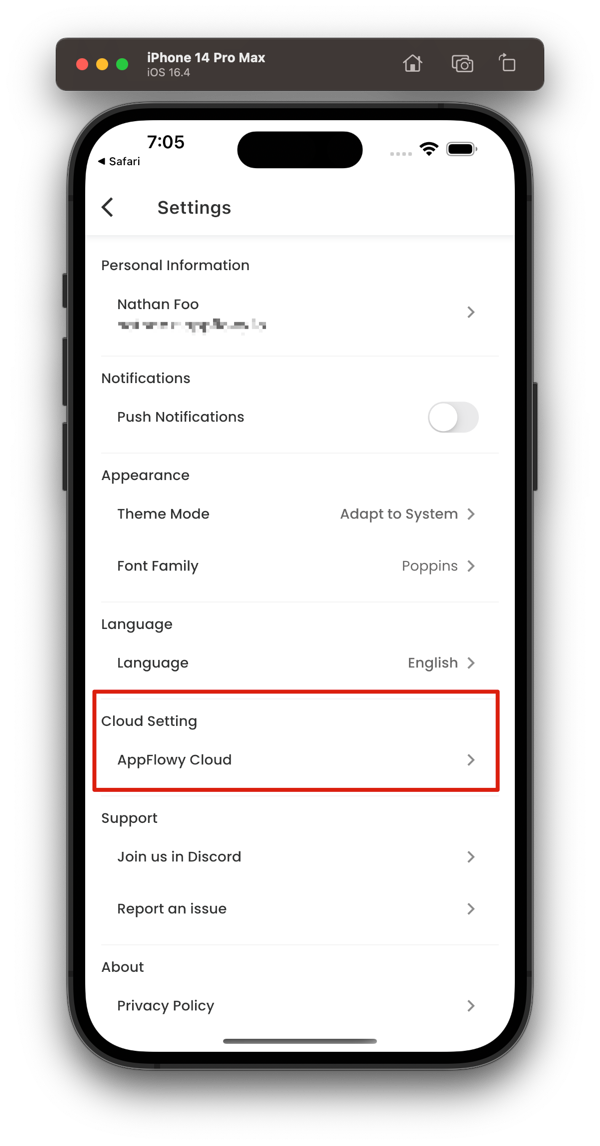 iPhone 14 Pro Max
iOS 16.4
7:05
Safari
Settings
Personal Information
Nathan Foo
Notifications
Push Notifications
Appearance
Theme Mode Adapt to System
Font Family Poppins
Language
Language English
Cloud Setting
AppFlowy Cloud
Support
Join us in Discord
Report an issue
About
Privacy Policy